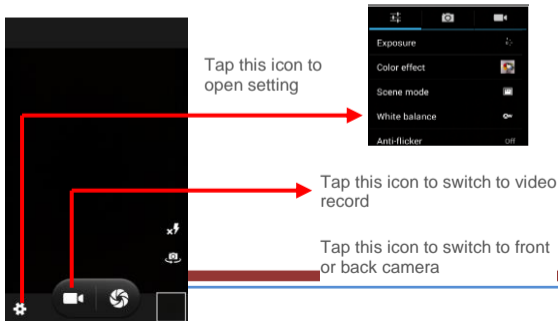 Tap this icon to
open setting
Exposure
Color effect
Scene mode
White balance
Anti-flicker
Off
Tap this icon to switch to video
record
Tap this icon to switch to front
or back camera